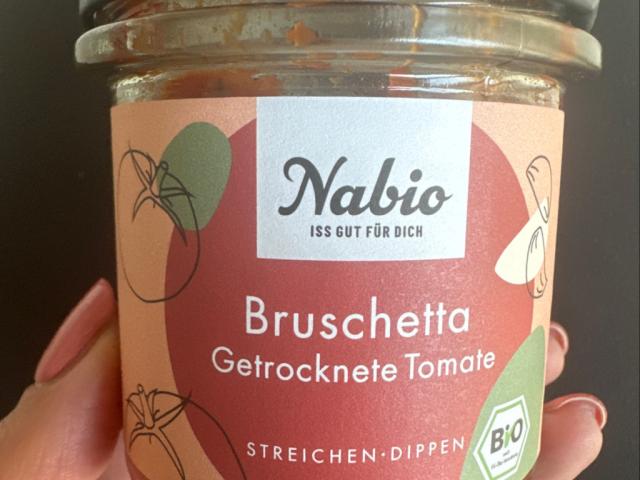 Nabio
ISS GUT FÜR DICH
Bruschetta
Getrocknete Tomate
STREICHEN·DIPPEN
BiO